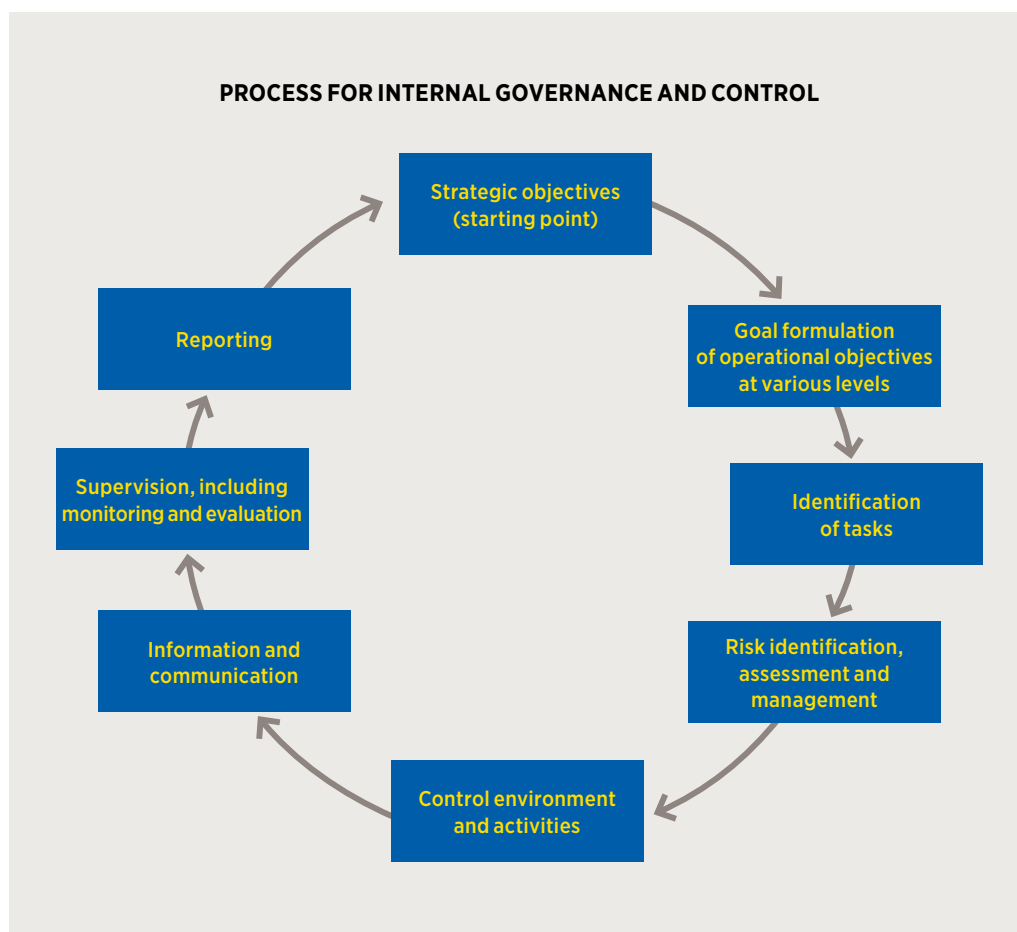 PROCESS FOR INTERNAL GOVERNANCE AND CONTROL
Strategic objectives
(starting point)
Goal formulation
of operational objectives
at various levels
Identification
of tasks
Risk identification,
assessment and
management
Control environment
and activities
Information and
communication
Supervision, including
monitoring and evaluation
Reporting